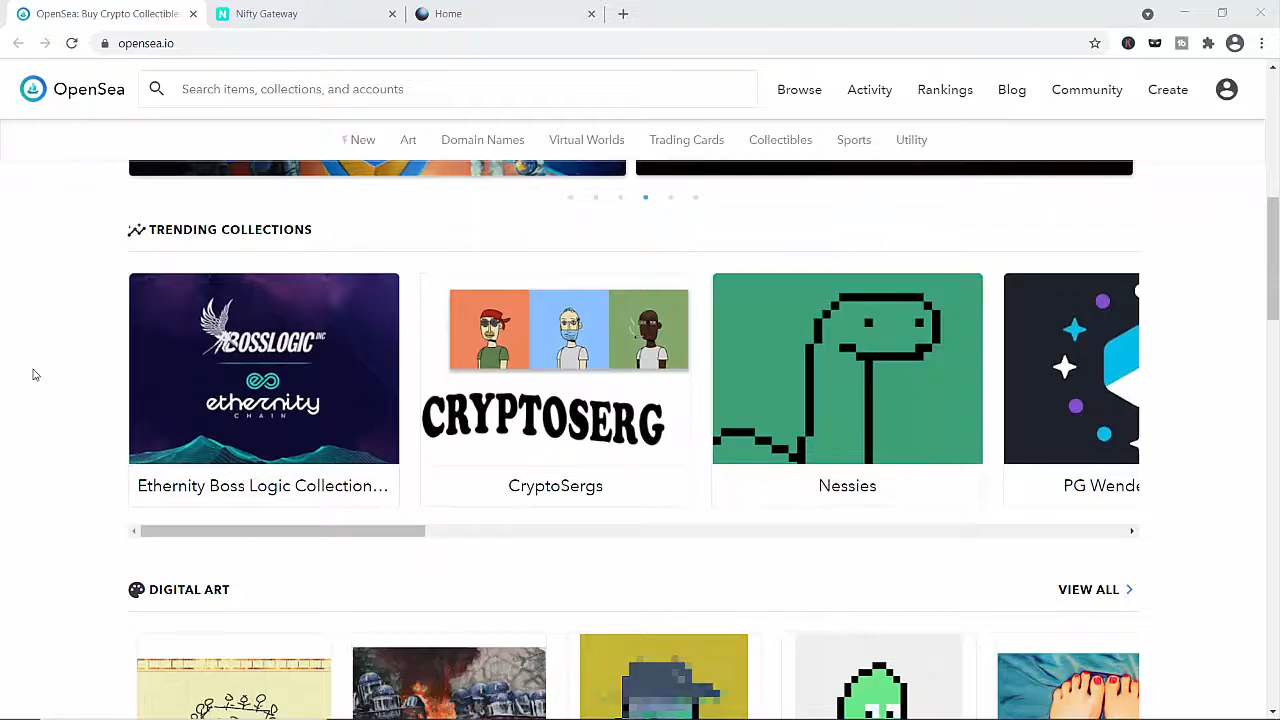 OpenSea: Buy Crypto Collectible
Nifty Gateway
Home
opensea.io
OpenSea
Search items, collections, and accounts
Browse
Activity
Rankings
Blog
Community
Create
New
Art
Domain Names
Virtual Worlds
Trading Cards
Collectibles
Sports
Utility
TRENDING COLLECTIONS
BOSSLOGIC INC
ethernity
CHAIN
CRYPTOSERG
Ethernity Boss Logic Collection...
CryptoSergs
Nessies
PG Wende
DIGITAL ART
VIEW ALL